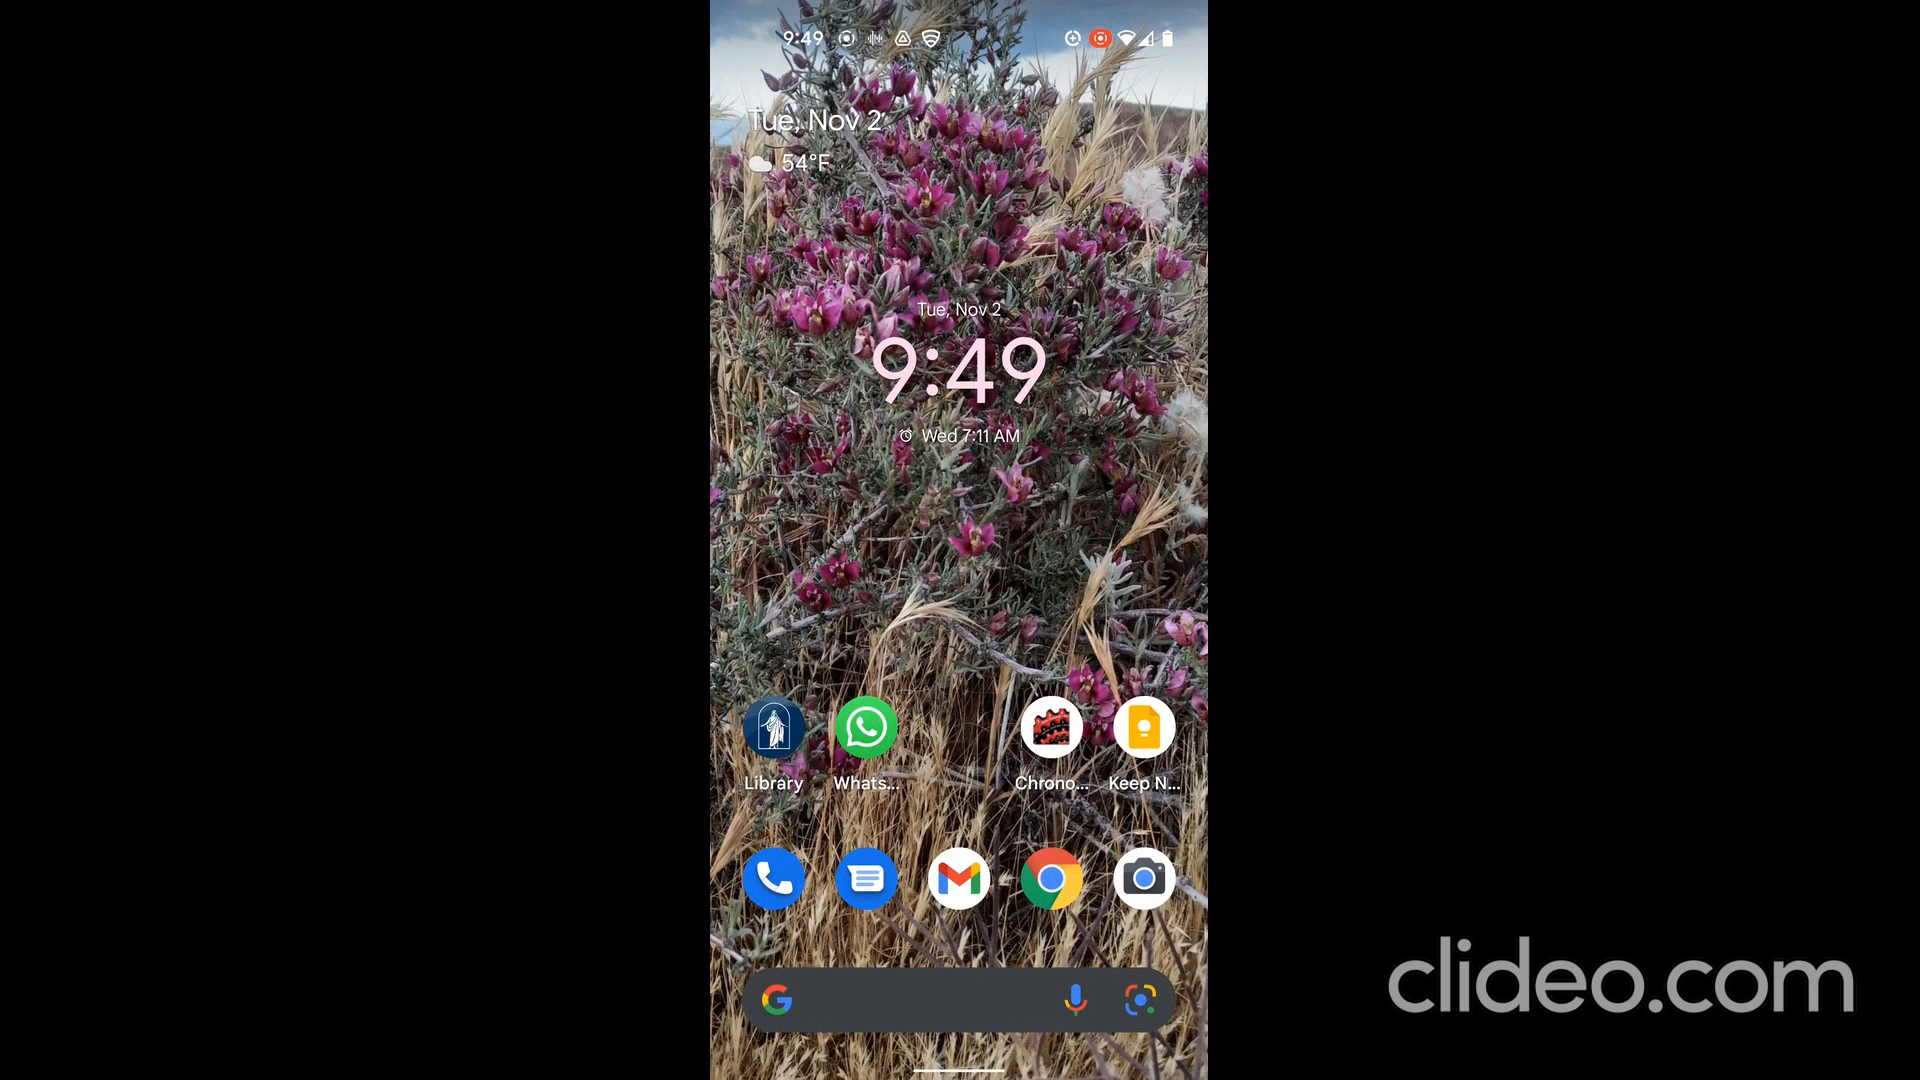 9:49
Tue, Nov 2
54°F
Tue, Nov 2
9:49
Wed 7:11 AM
Library Whats... Chrono... Keep N...
clideo.com